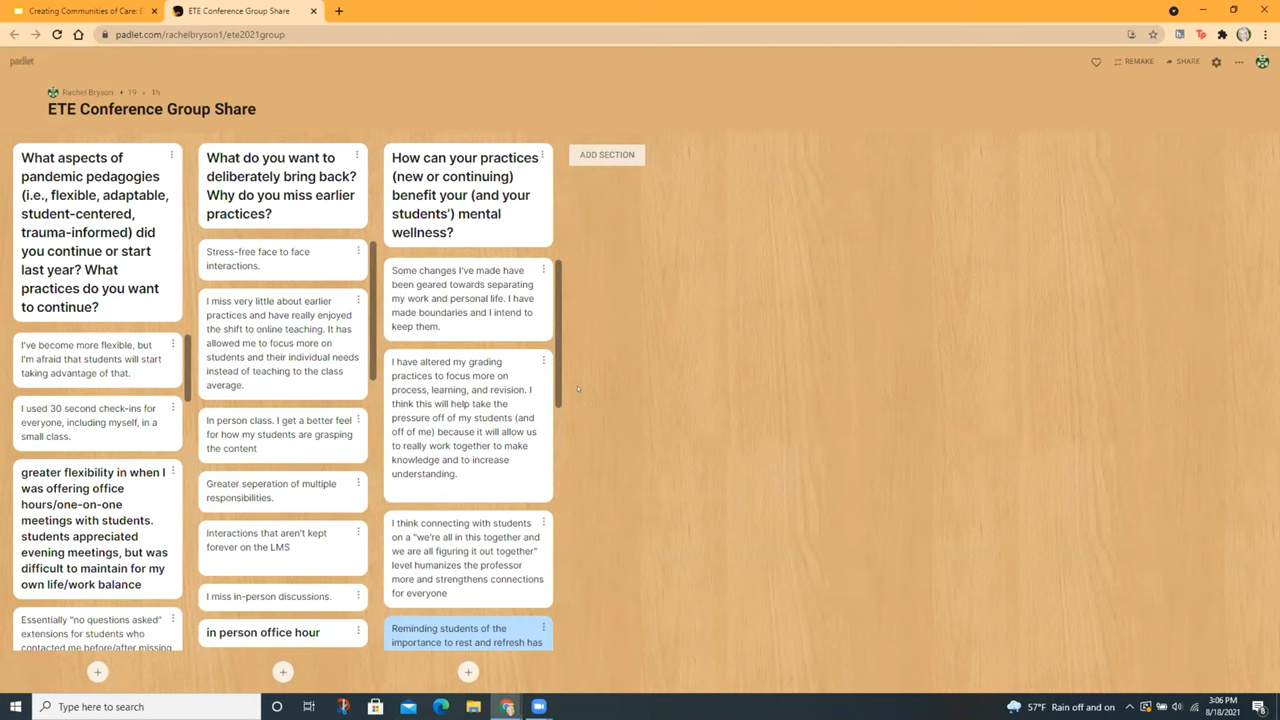 Creating Communities of Care: E
ETE Conference Group Share
padlet.com/rachelbryson1/ete2021group
padlet
REMAKE
SHARE
Rachel Bryson + 19 • 1h
ETE Conference Group Share
What aspects of
pandemic pedagogies
(i.e., flexible, adaptable,
student-centered,
trauma-informed) did
you continue or start
last year? What
practices do you want
to continue?
I've become more flexible, but
I'm afraid that students will start
taking advantage of that.
I used 30 second check-ins for
everyone, including myself, in a
small class.
greater flexibility in when I
was offering office
hours/one-on-one
meetings with students.
students appreciated
evening meetings, but was
difficult to maintain for my
own life/work balance
Essentially "no questions asked"
extensions for students who
contacted me before/after missing
What do you want to
deliberately bring back?
Why do you miss earlier
practices?
Stress-free face to face
interactions.
I miss very little about earlier
practices and have really enjoyed
the shift to online teaching. It has
allowed me to focus more on
students and their individual needs
instead of teaching to the class
average.
In person class. I get a better feel
for how my students are grasping
the content
Greater seperation of multiple
responsibilities.
Interactions that aren't kept
forever on the LMS
I miss in-person discussions.
in person office hour
How can your practices
(new or continuing)
benefit your (and your
students') mental
wellness?
Some changes I've made have
been geared towards separating
my work and personal life. I have
made boundaries and I intend to
keep them.
I have altered my grading
practices to focus more on
process, learning, and revision. I
think this will help take the
pressure off of my students (and
off of me) because it will allow us
to really work together to make
knowledge and to increase
understanding.
I think connecting with students
on a "we're all in this together and
we are all figuring it out together"
level humanizes the professor
more and strengthens connections
for everyone
Reminding students of the
importance to rest and refresh has
ADD SECTION
Type here to search
57°F Rain off and on
3:06 PM
8/18/2021